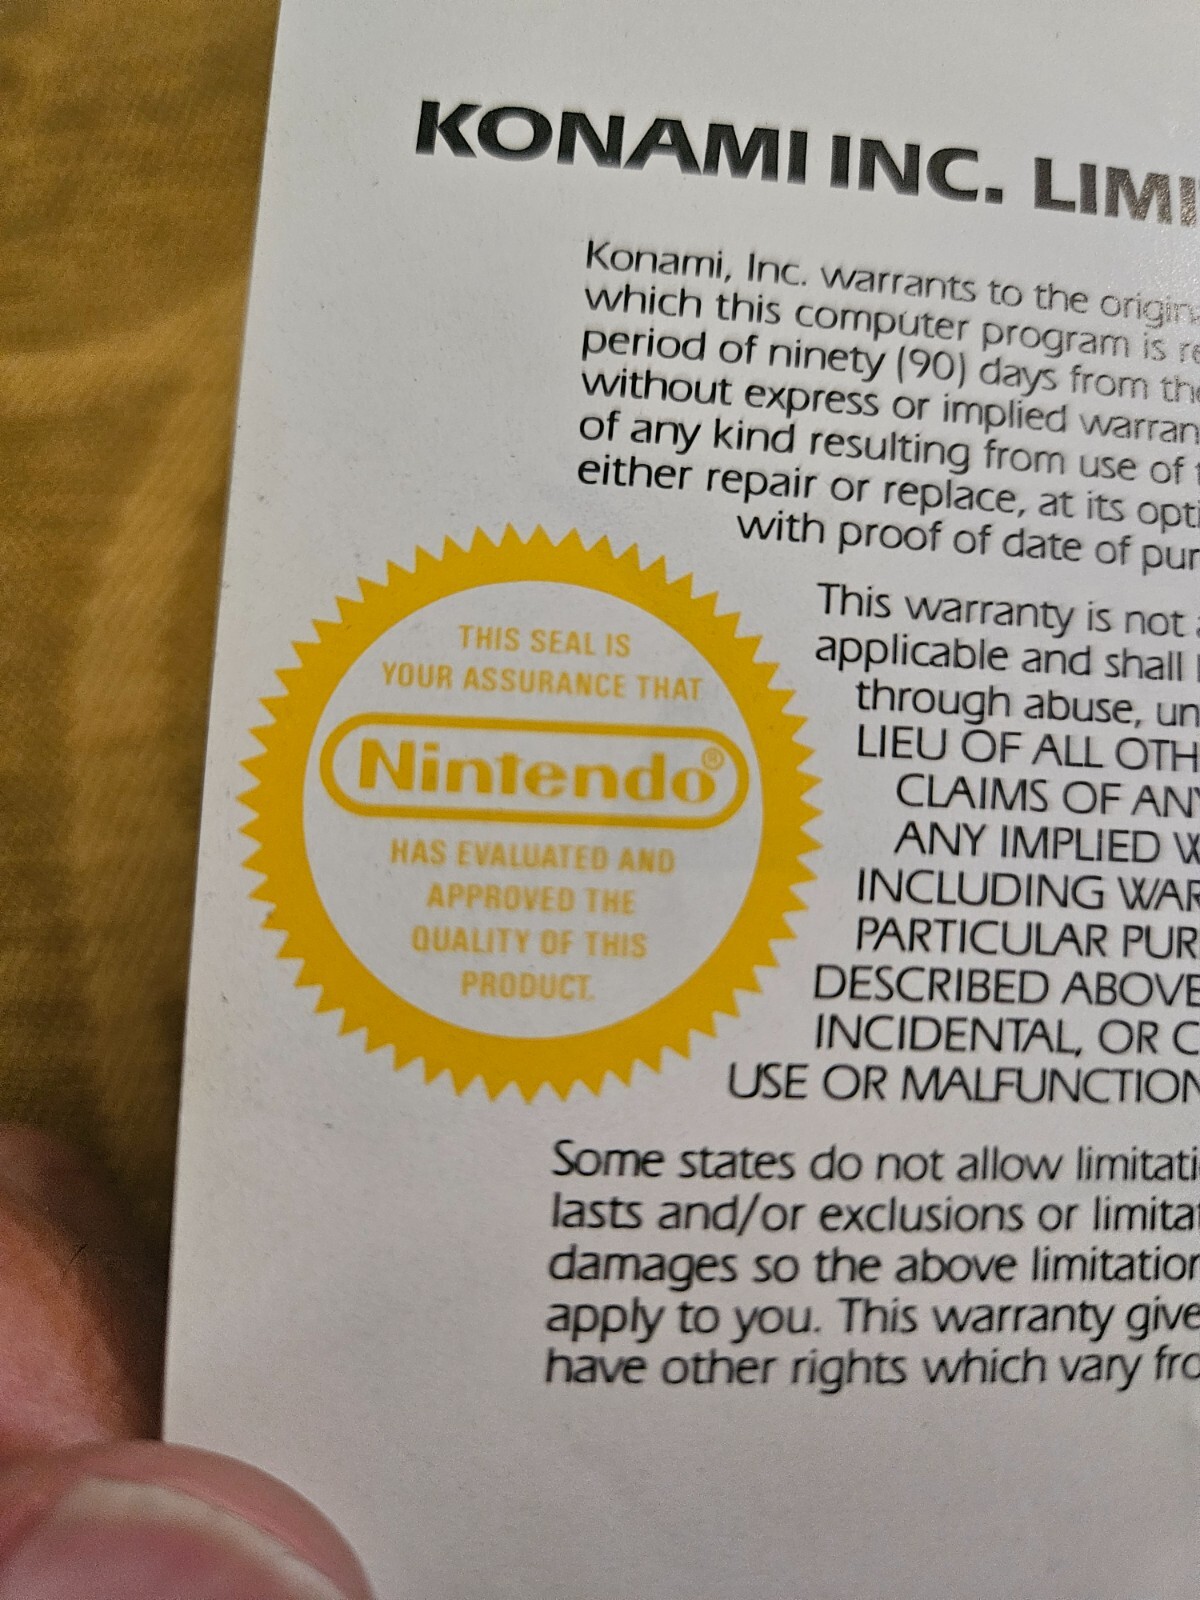 KONAMI INC.
Konami, Inc. warrants to the
which this computer program is
period of ninety (90) days from
without express or implied
of any kind resulting from use of
either repair or replace, at its
with proof of date of
This warranty is not
applicable and shall
through abuse,
LIEU OF ALL
CLAIMS OF
ANY IMPLIED
INCLUDING
PARTICULAR
DESCRIBED ABOVE
INCIDENTAL, OR
USE OR MALFUNCTION
THIS SEAL IS
YOUR ASSURANCE THAT
Nintendo®
HAS EVALUATED AND
APPROVED THE
QUALITY OF THIS
PRODUCT.
Some states do not allow
lasts and/or exclusions or
damages so the above
apply to you. This warranty
have other rights which vary